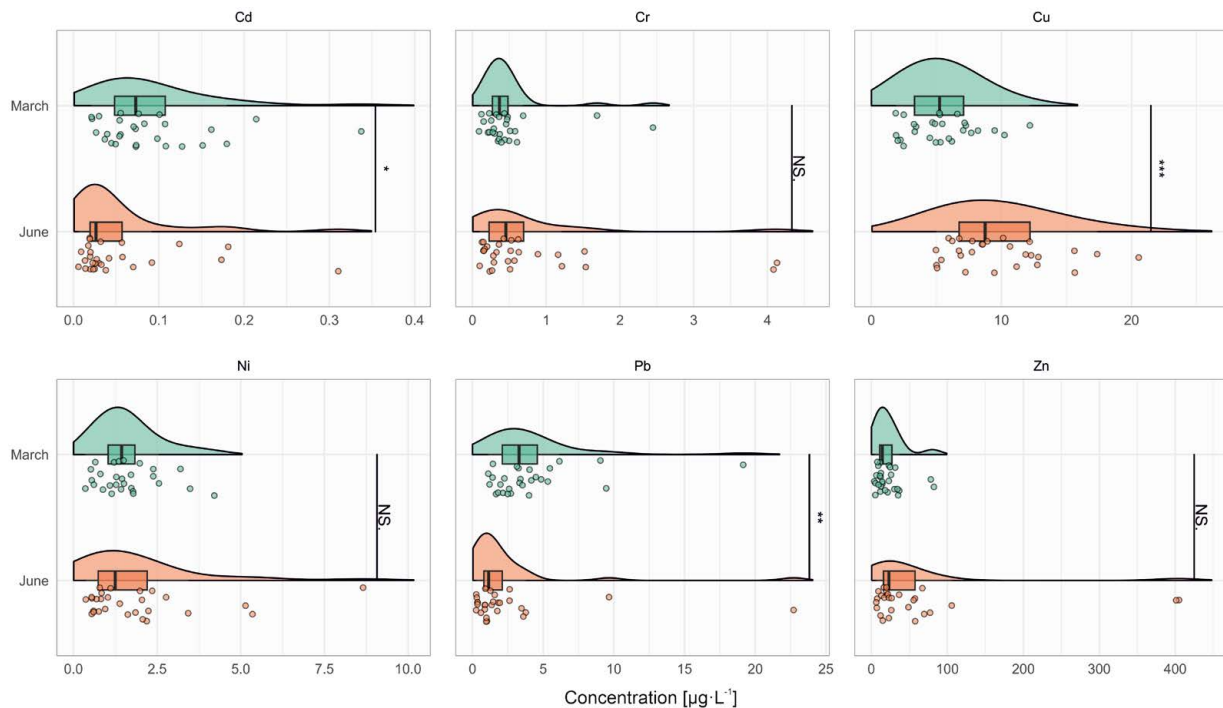 Cd
Cr
Cu
March
June
*
NS.
***
0.0 0.1 0.2 0.3 0.4
0 1 2 3 4
0 10 20
Ni
Pb
Zn
March
June
NS.
**
NS.
0.0 2.5 5.0 7.5 10.0
0 5 10 15 20 25
0 100 200 300 400
Concentration [µg·L⁻¹]